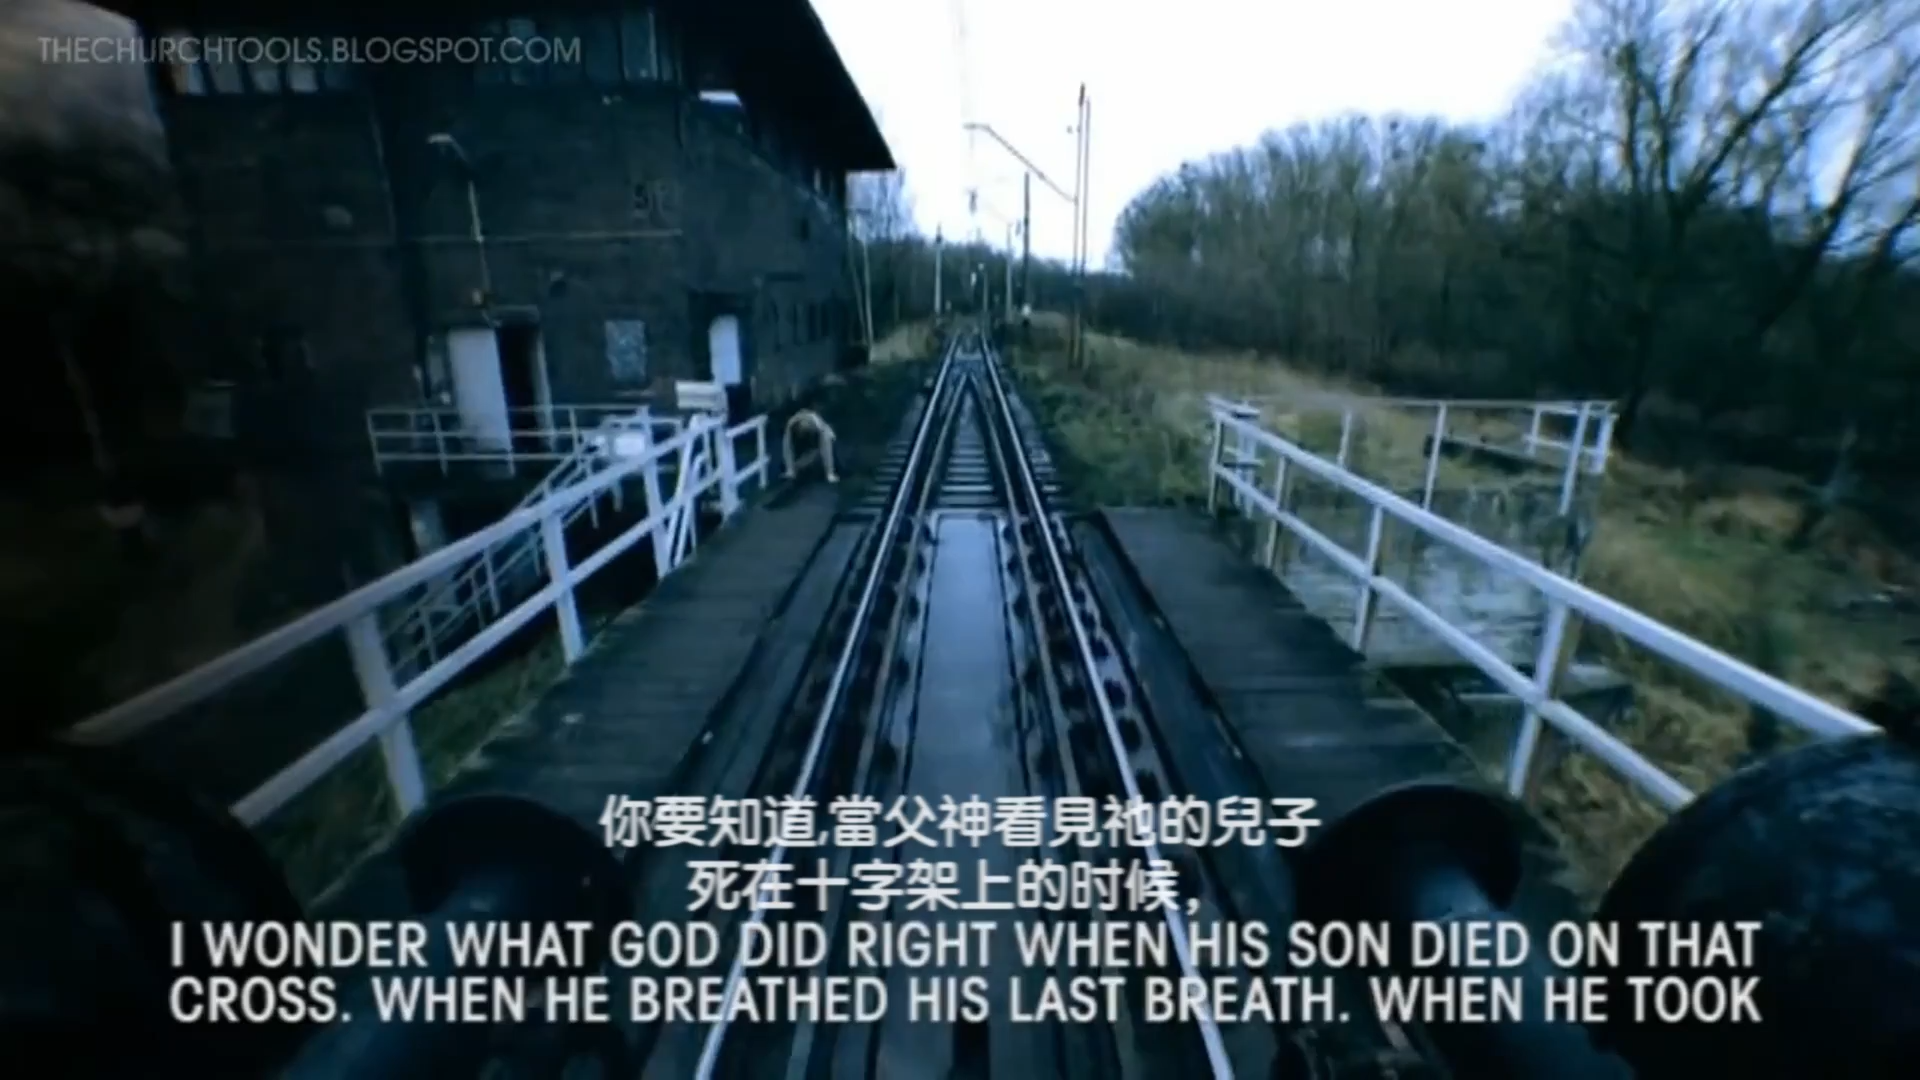 THECHURCHTOOLS.BLOGSPOT.COM
你要知道,當父神看見祂的兒子
死在十字架上的时候,
I WONDER WHAT GOD DID RIGHT WHEN HIS SON DIED ON THAT
CROSS. WHEN HE BREATHED HIS LAST BREATH. WHEN HE TOOK